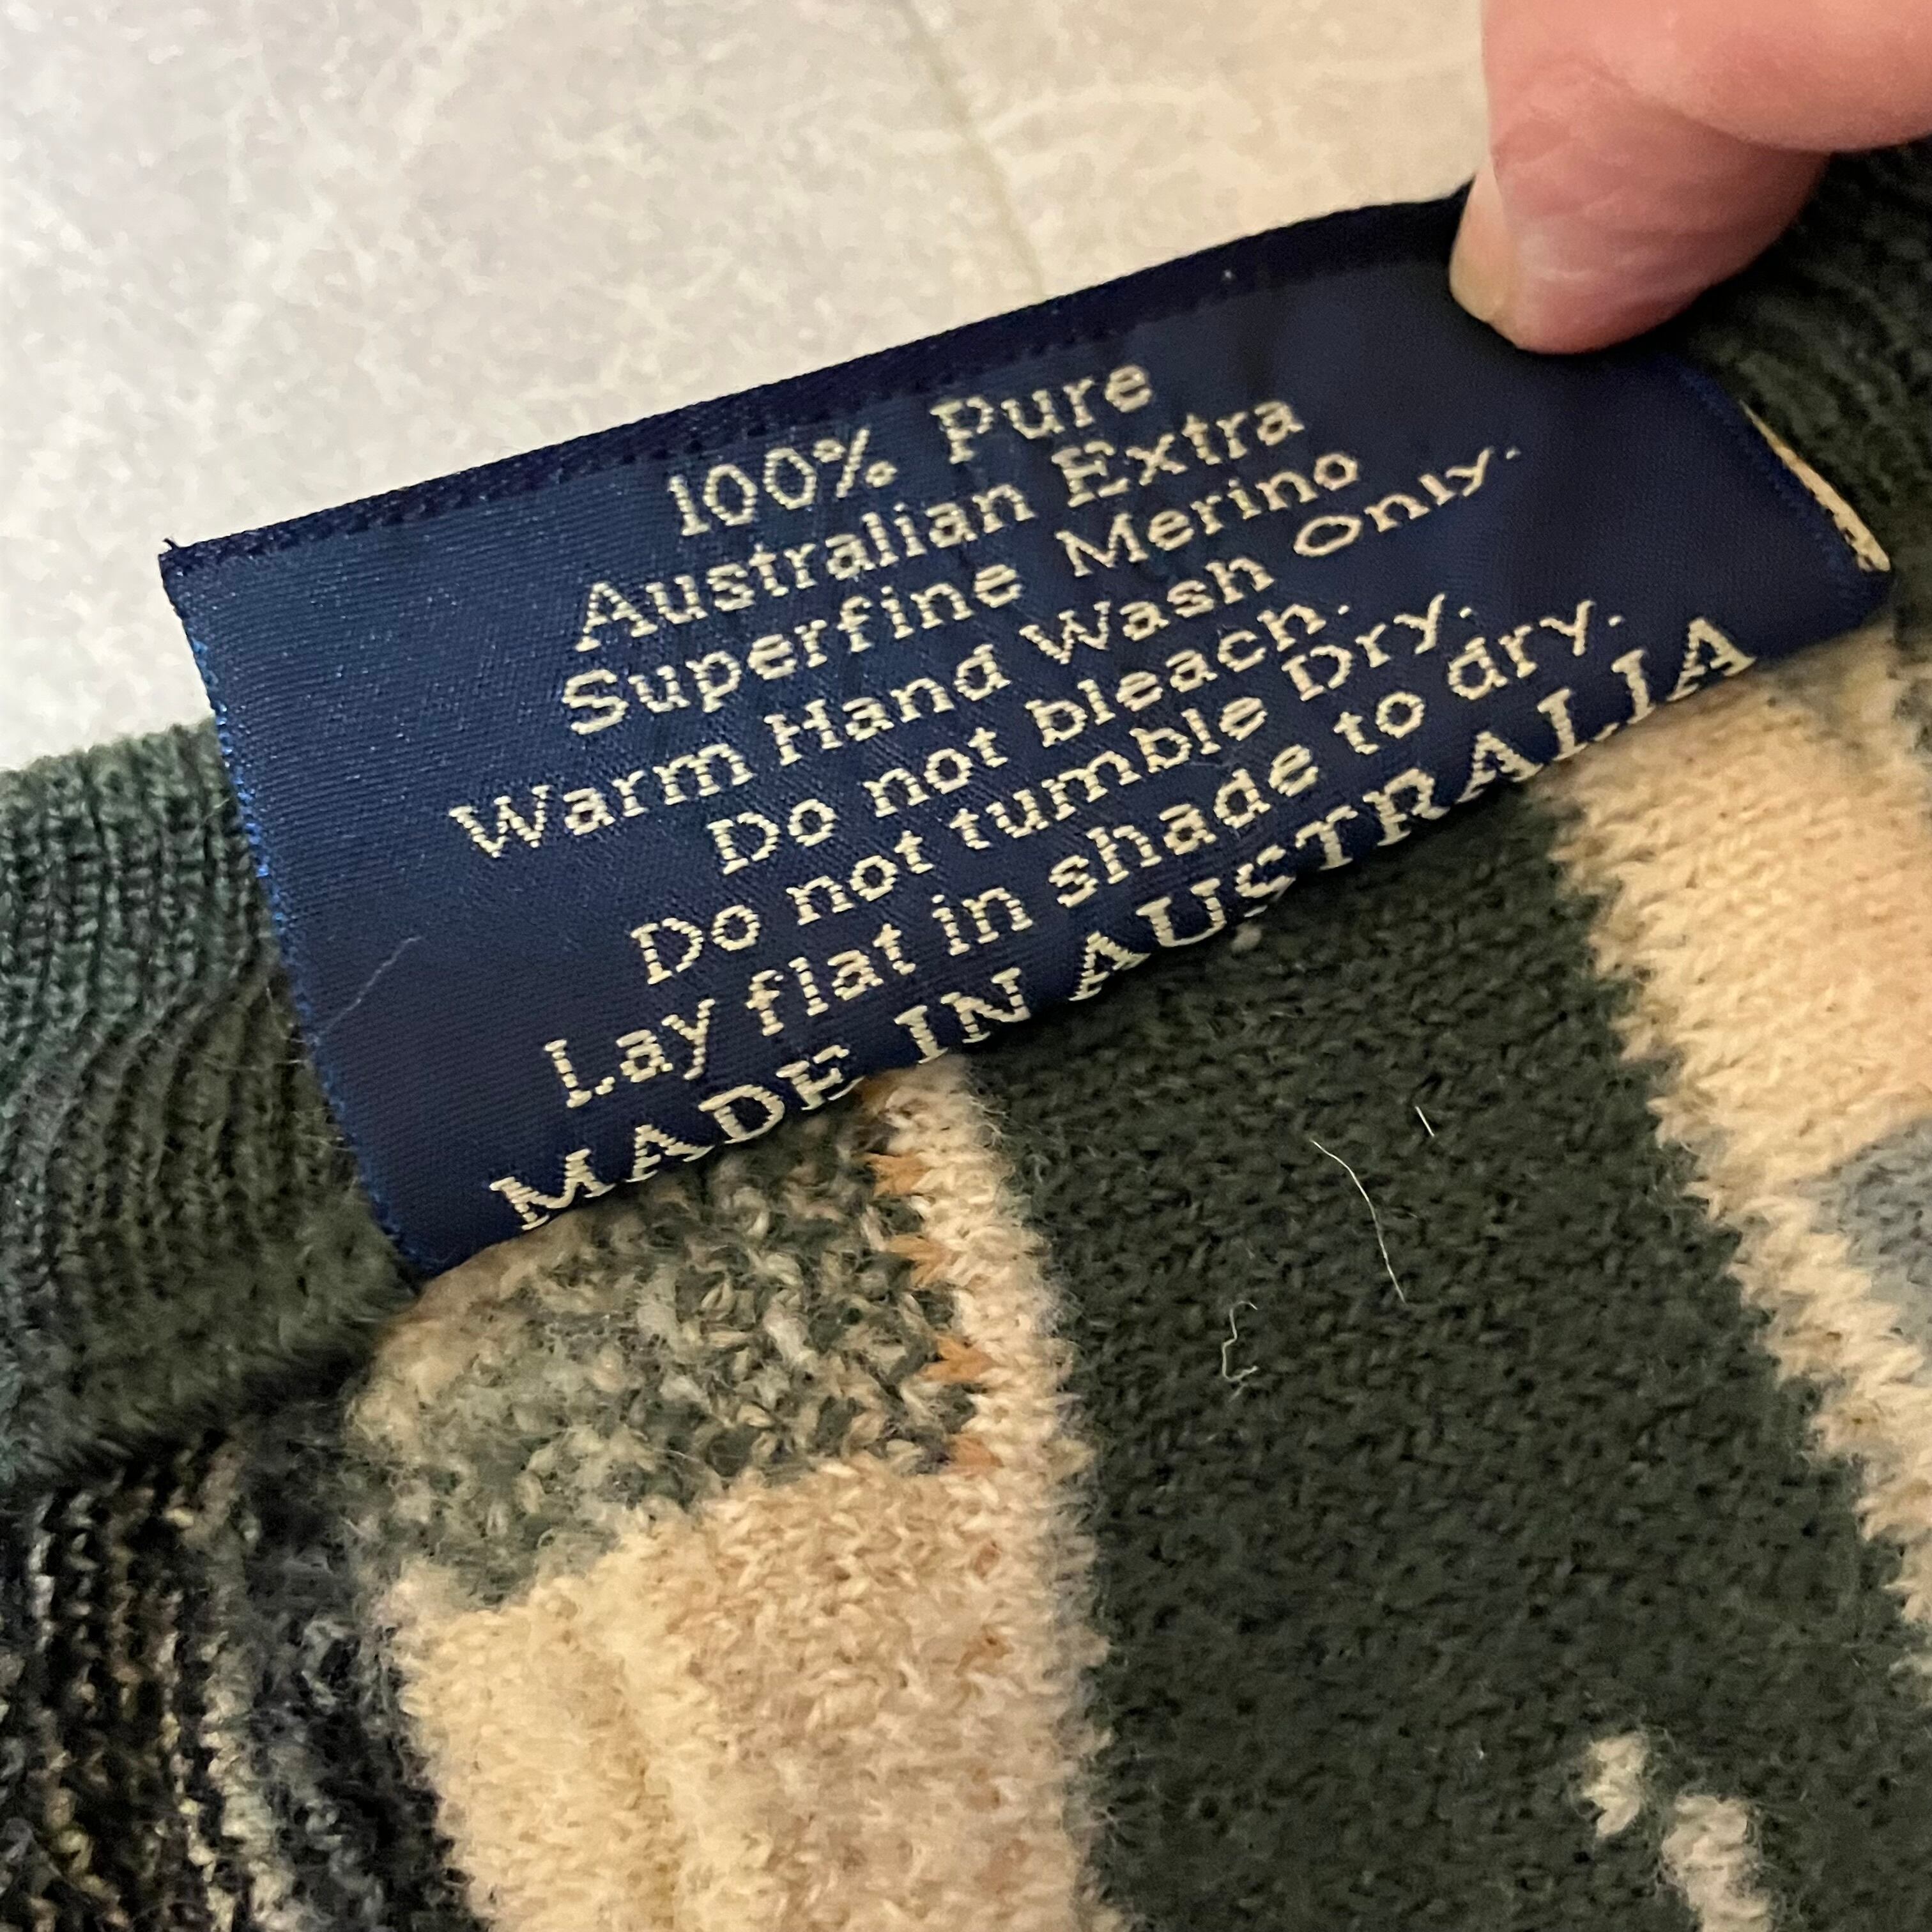 100% Pure
Australian Extra
Superfine Merino
Warm Hand Wash Only.
Do not bleach.
Do not tumble Dry.
Lay flat in shade to dry.
MADE IN AUSTRALIA